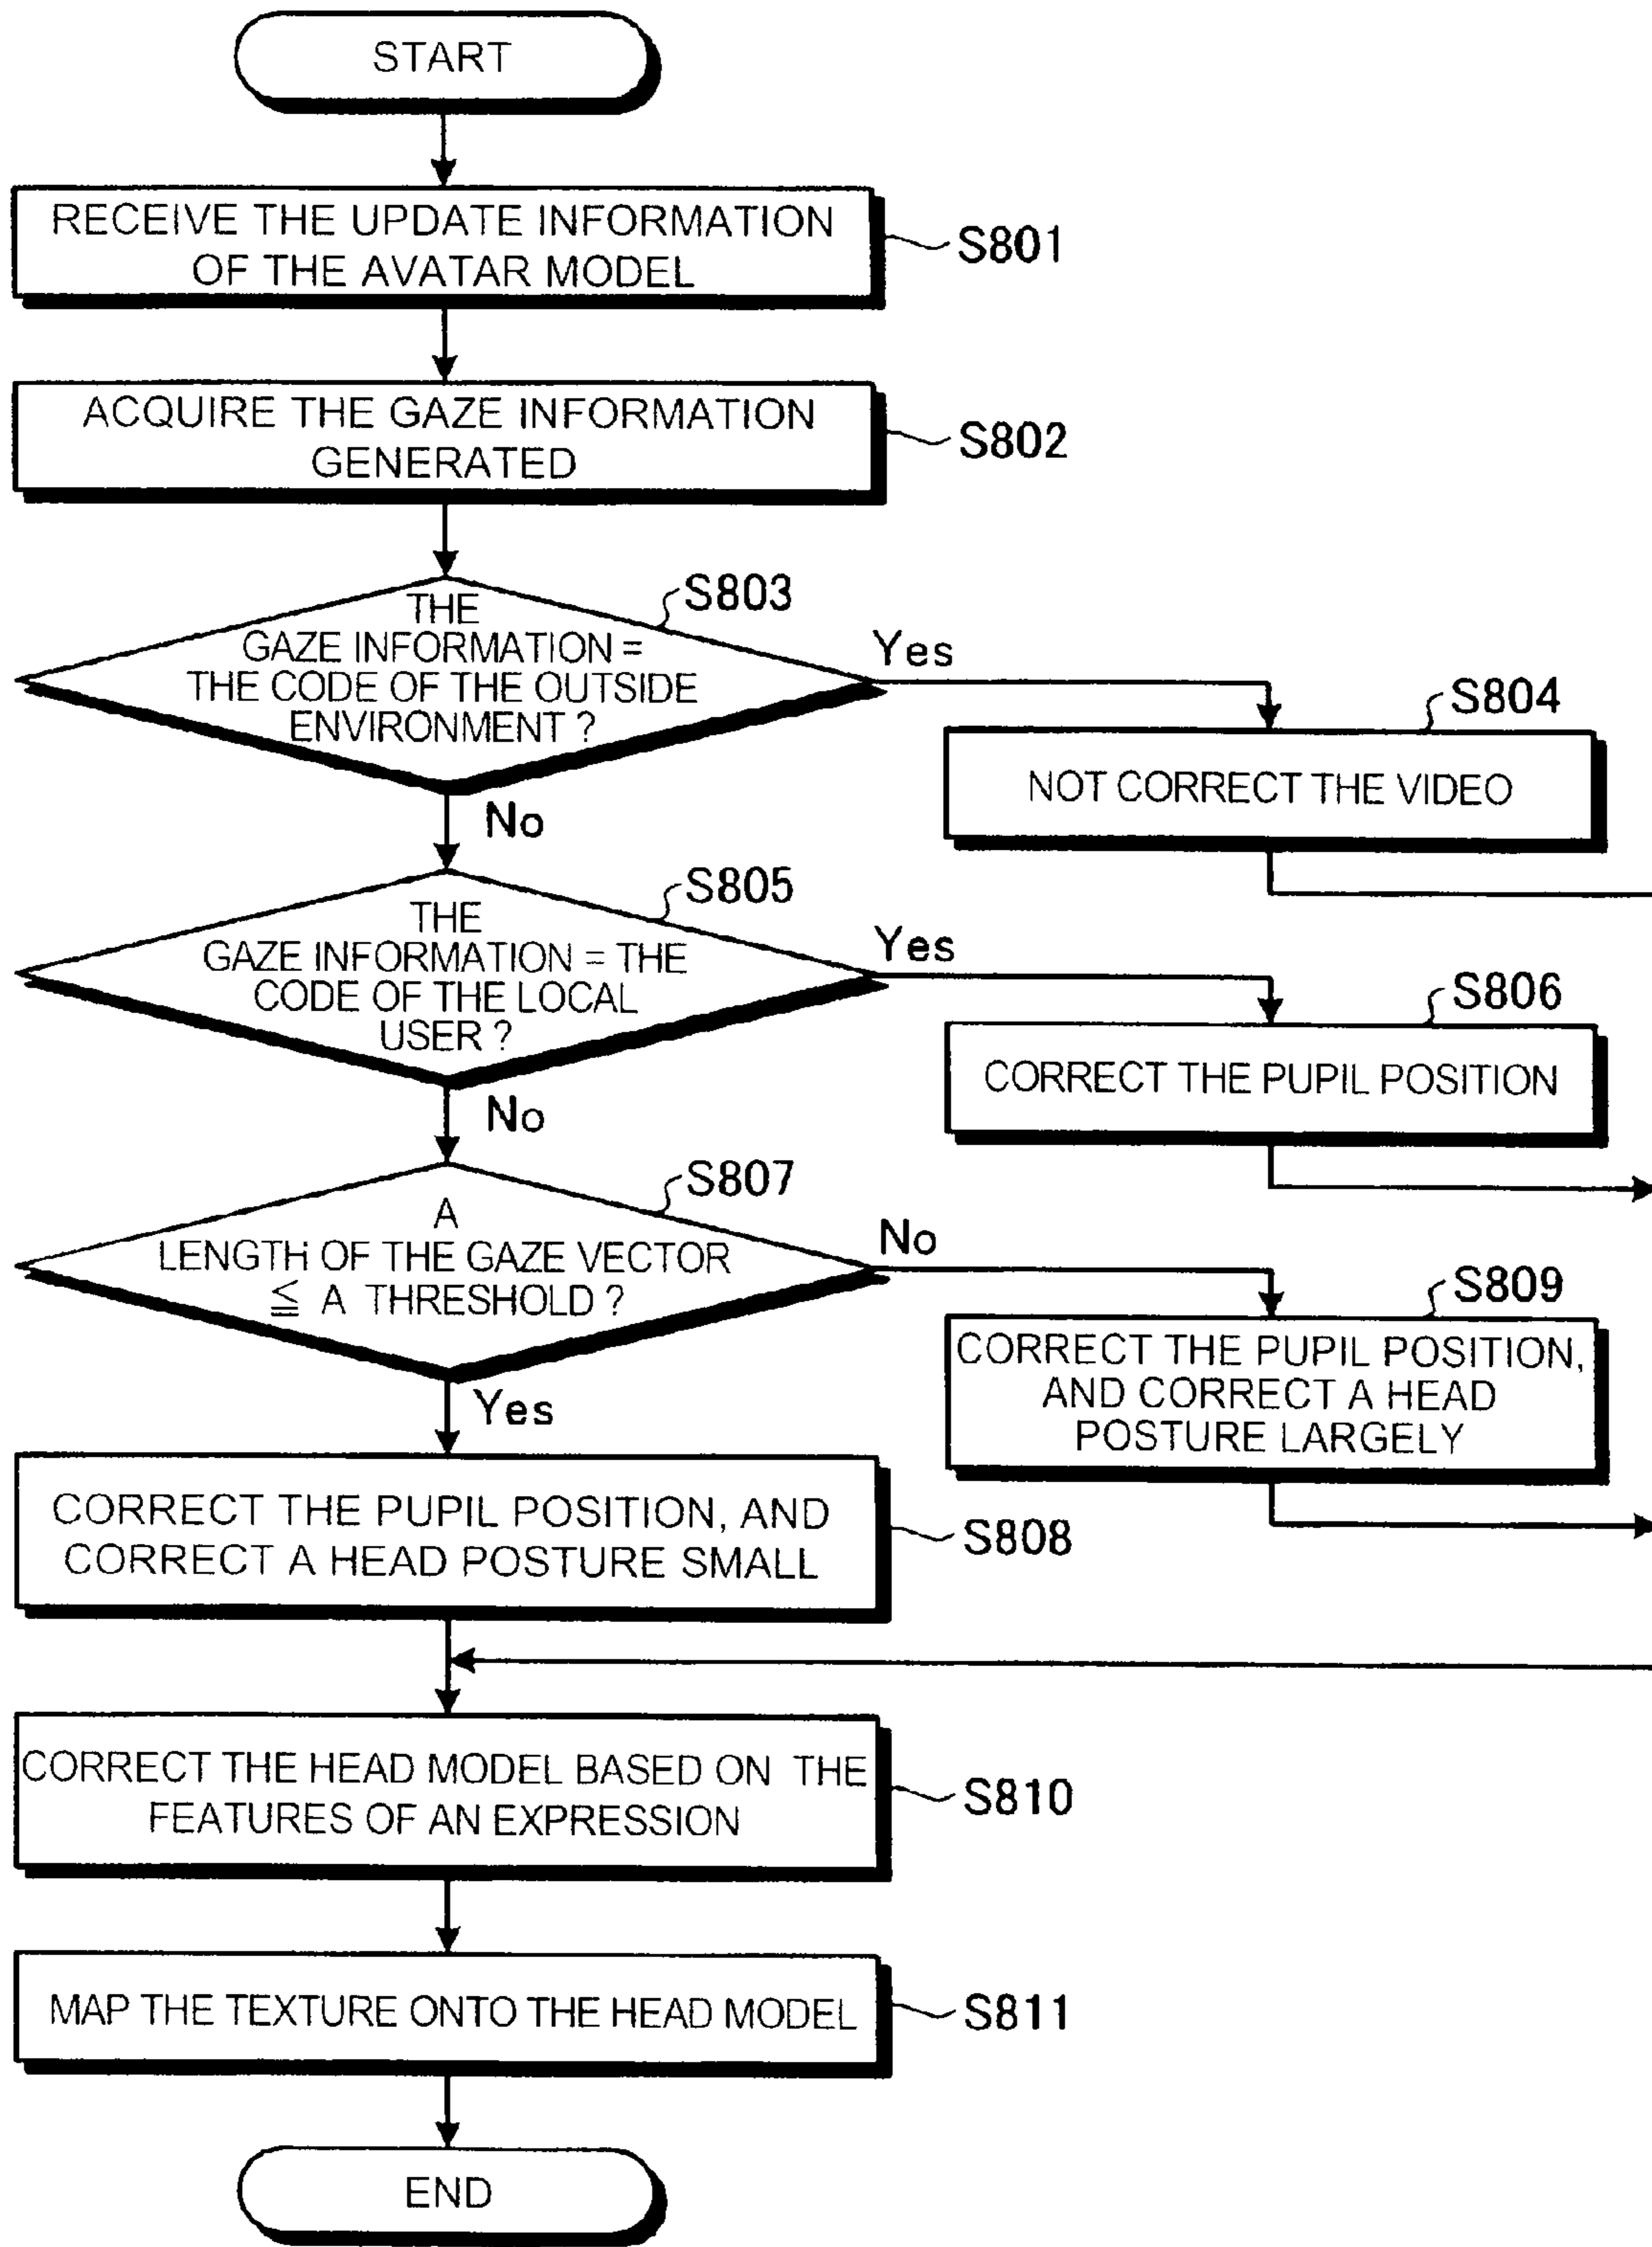 START
RECEIVE THE UPDATE INFORMATION
OF THE AVATAR MODEL
S801
ACQUIRE THE GAZE INFORMATION
GENERATED
S802
S803
THE
GAZE INFORMATION =
THE CODE OF THE OUTSIDE
ENVIRONMENT ?
Yes
S804
NOT CORRECT THE VIDEO
No
S805
THE
GAZE INFORMATION = THE
CODE OF THE LOCAL
USER ?
Yes
S806
CORRECT THE PUPIL POSITION
No
S807
A
LENGTH OF THE GAZE VECTOR
≦ A THRESHOLD ?
No
S809
CORRECT THE PUPIL POSITION,
AND CORRECT A HEAD
POSTURE LARGELY
Yes
CORRECT THE PUPIL POSITION, AND
CORRECT A HEAD POSTURE SMALL
S808
CORRECT THE HEAD MODEL BASED ON THE
FEATURES OF AN EXPRESSION
S810
MAP THE TEXTURE ONTO THE HEAD MODEL
S811
END